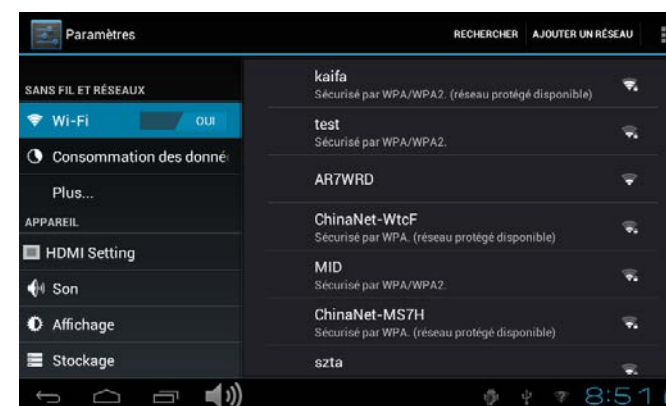 Paramètres
RECHERCHER AJOUTER UN RÉSEAU
SANS FIL ET RÉSEAUX
Wi-Fi OUI
Consommation des donné
Plus...
APPAREIL
HDMI Setting
Son
Affichage
Stockage
kaifa
Sécurisé par WPA/WPA2. (réseau protégé disponible)
test
Sécurisé par WPA/WPA2.
AR7WRD
ChinaNet-WtcF
Sécurisé par WPA. (réseau protégé disponible)
MID
Sécurisé par WPA/WPA2.
ChinaNet-MS7H
Sécurisé par WPA. (réseau protégé disponible)
szta
8:51